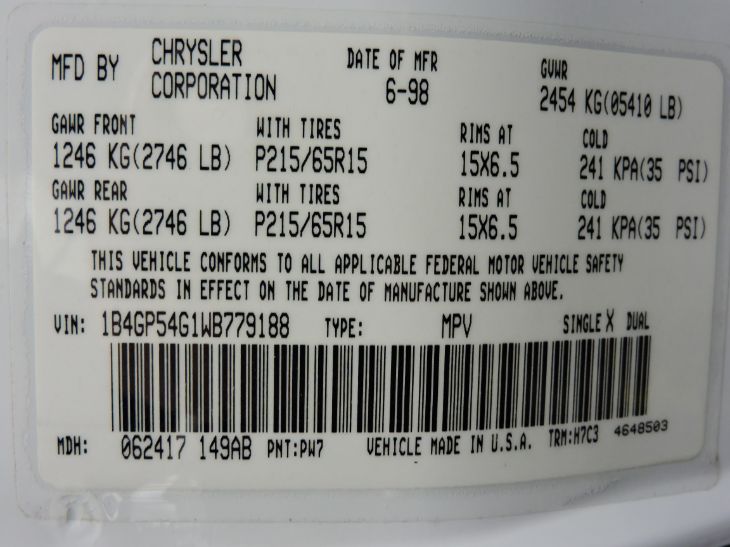 MFD BY CHRYSLER CORPORATION DATE OF MFR 6-98 GVWR 2454 KG(05410 LB)
GAWR FRONT WITH TIRES RIMS AT COLD
1246 KG(2746 LB) P215/65R15 15X6.5 241 KPA(35 PSI)
GAWR REAR WITH TIRES RIMS AT COLD
1246 KG(2746 LB) P215/65R15 15X6.5 241 KPA(35 PSI)
THIS VEHICLE CONFORMS TO ALL APPLICABLE FEDERAL MOTOR VEHICLE SAFETY
STANDARDS IN EFFECT ON THE DATE OF MANUFACTURE SHOWN ABOVE.
VIN: 1B4GP54G1WB779188 TYPE: MPV SINGLE X DUAL
MDH: 062417 149AB PNT:PW7 VEHICLE MADE IN U.S.A. TRM:H7C3 4648503